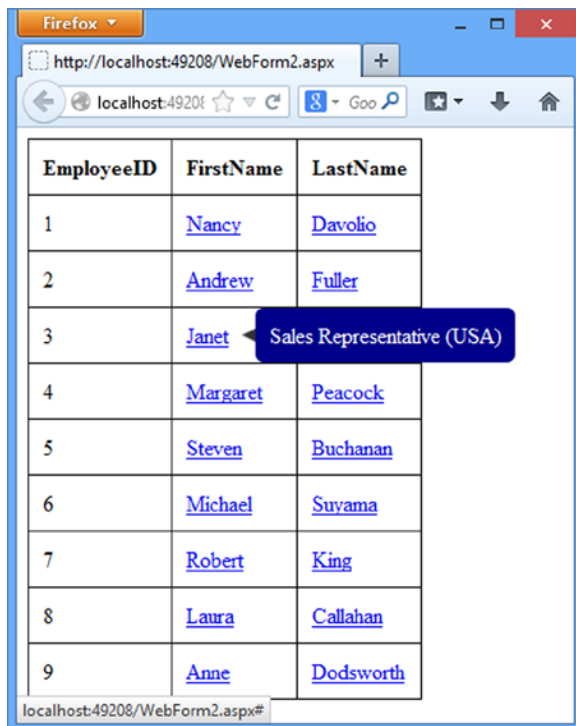 Firefox
http://localhost:49208/WebForm2.aspx
localhost:4920
Goo
EmployeeID FirstName LastName
1 Nancy Davolio
2 Andrew Fuller
3 Janet Sales Representative (USA)
4 Margaret Peacock
5 Steven Buchanan
6 Michael Suyama
7 Robert King
8 Laura Callahan
9 Anne Dodsworth
localhost:49208/WebForm2.aspx#